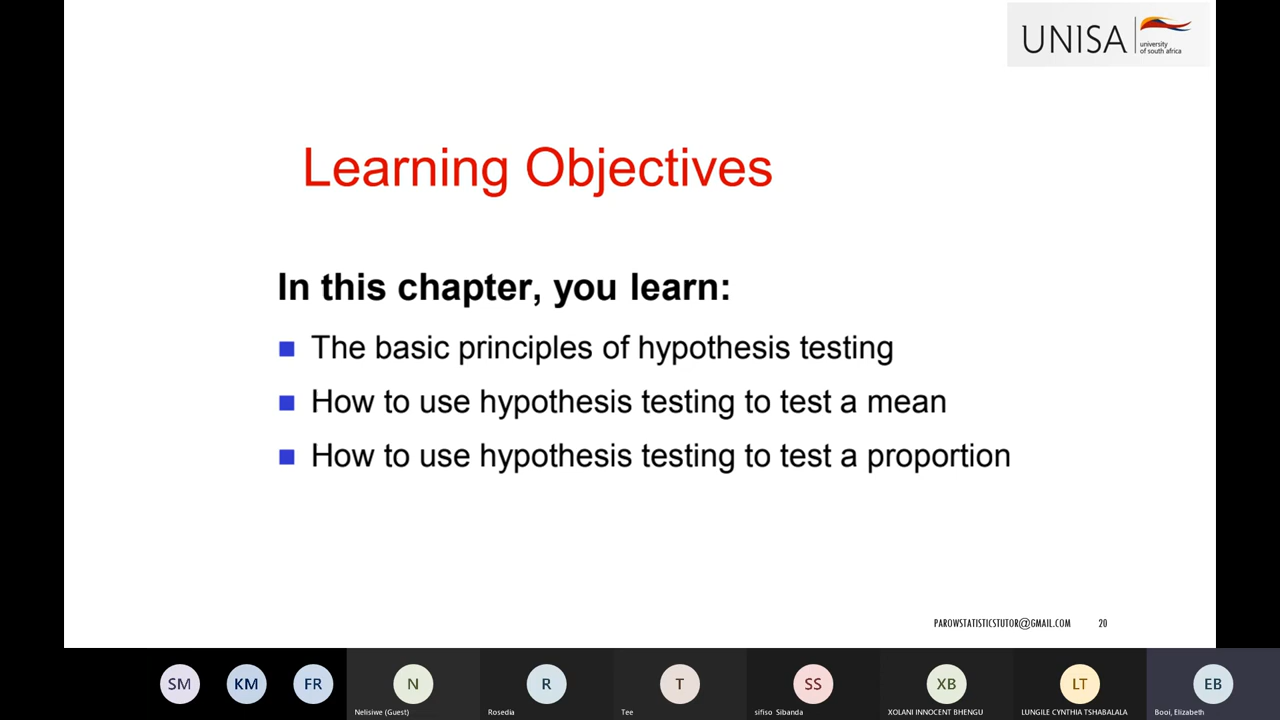 UNISA
university
of south africa
Learning Objectives
In this chapter, you learn:
The basic principles of hypothesis testing
How to use hypothesis testing to test a mean
How to use hypothesis testing to test a proportion
PAROWSTATISTICSTUTOR@GMAIL.COM 20
SM KM FR N R T SS XB LT EB
Nelisiwe (Guest) Rosedia Tee sifiso Sibanda XOLANI INNOCENT BHENGU LUNGILE CYNTHIA TSHABALALA Booi, Elizabeth